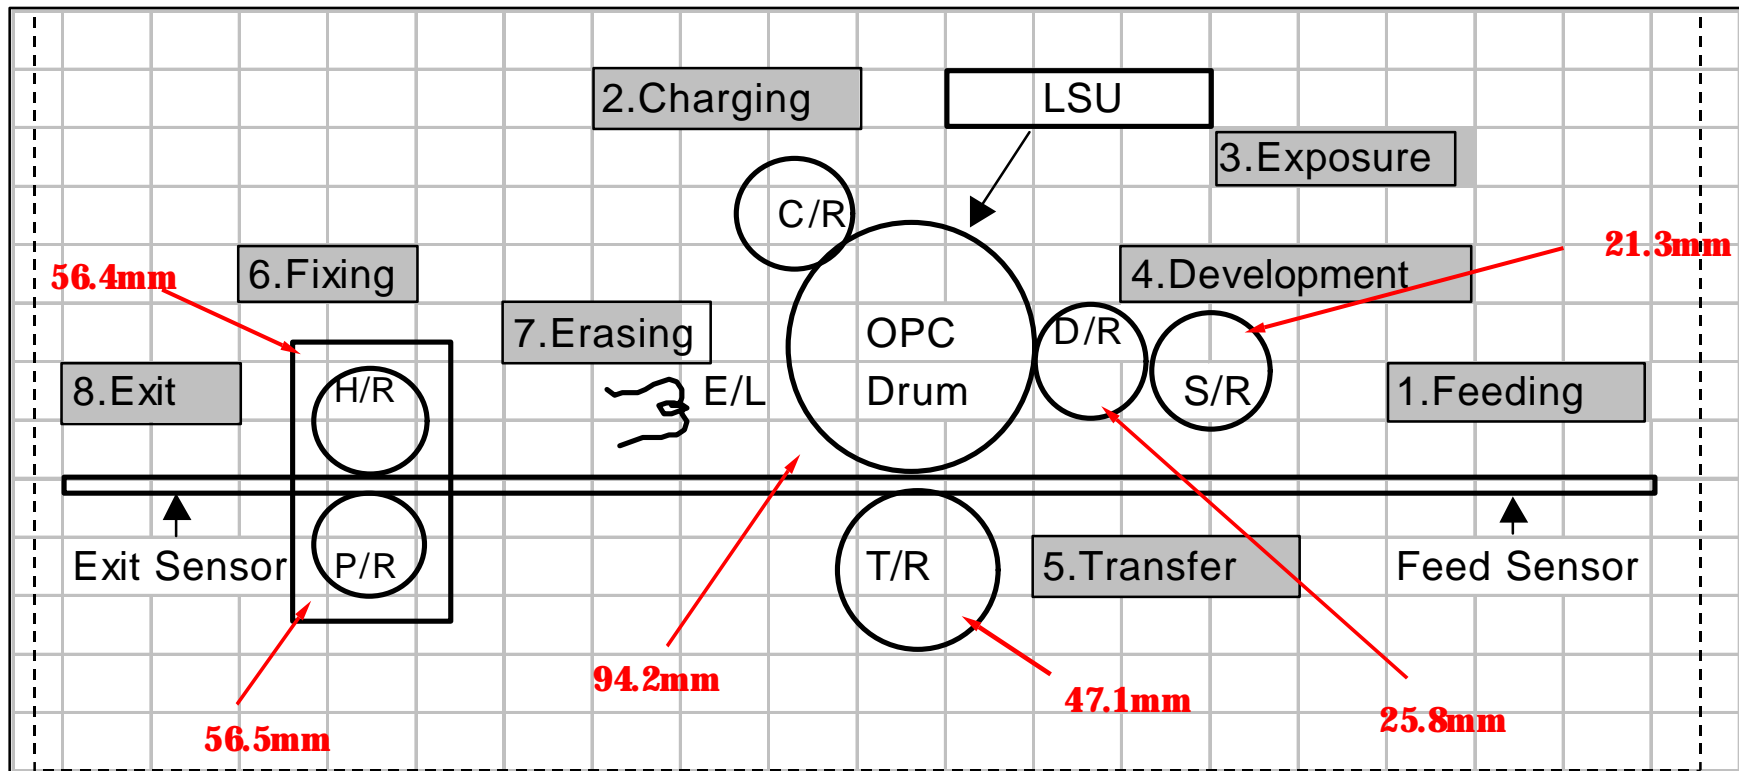 2.Charging
LSU
3.Exposure
C/R
21.3mm
56.4mm
6.Fixing
4.Development
7.Erasing
OPC
Drum
D/R
8.Exit
H/R
E/L
S/R
1.Feeding
Exit Sensor
P/R
T/R
5.Transfer
Feed Sensor
94.2mm
47.1mm
25.8mm
56.5mm